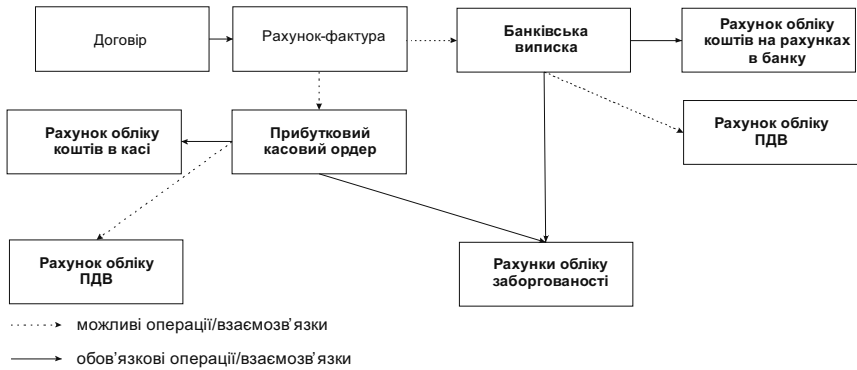 Договір
Рахунок-фактура
Банківська
виписка
Рахунок обліку
коштів на рахунках
в банку
Рахунок обліку
коштів в касі
Прибутковий
касовий ордер
Рахунок обліку
ПДВ
Рахунок обліку
ПДВ
Рахунки обліку
заборгованості
можливі операції/взаємозв'язки
обов'язкові операції/взаємозв'язки